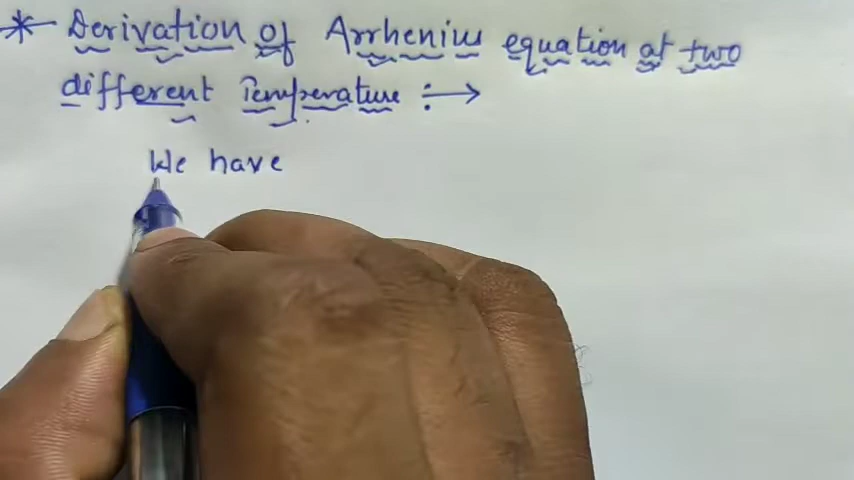 * Derivation of Arrhenius equation at two
different Temperature :→
We have